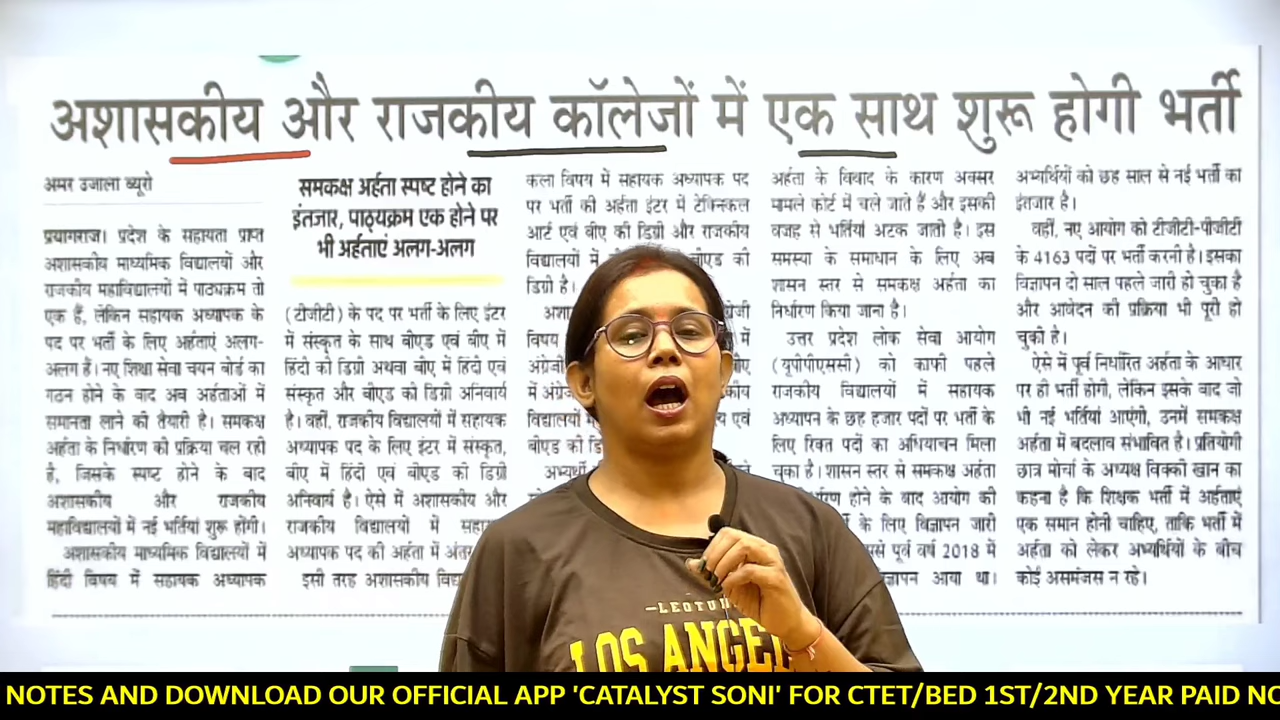 अशासकीय और राजकीय कॉलेजों में एक साथ शुरू होगी भर्ती
अमर उजाला ब्यूरो
प्रयागराज। प्रदेश के सहायता प्राप्त
अशासकीय माध्यमिक विद्यालयों और
राजकीय महाविद्यालयों में पाठ्यक्रम तो
एक हैं, लेकिन सहायक अध्यापक के
पद पर भर्ती के लिए अर्हताएं अलग-
अलग हैं। नए शिक्षा सेवा चयन बोर्ड का
गठन होने के बाद अब अर्हताओं में
समानता लाने की तैयारी है। समकक्ष
अर्हता के निर्धारण की प्रक्रिया चल रही
है, जिसके स्पष्ट होने के बाद
अशासकीय और राजकीय
महाविद्यालयों में नई भर्तियां शुरू होंगी।
अशासकीय माध्यमिक विद्यालयों में
हिंदी विषय में सहायक अध्यापक
समकक्ष अर्हता स्पष्ट होने का
इंतजार, पाठ्यक्रम एक होने पर
भी अर्हताएं अलग-अलग
(टीजीटी) के पद पर भर्ती के लिए इंटर
में संस्कृत के साथ बीएड एवं बीए में
हिंदी की डिग्री अथवा बीए में हिंदी एवं
संस्कृत और बीएड की डिग्री अनिवार्य
है। वहीं, राजकीय विद्यालयों में सहायक
अध्यापक पद के लिए इंटर में संस्कृत,
बीए में हिंदी एवं बीएड की डिग्री
अनिवार्य है। ऐसे में अशासकीय और
राजकीय विद्यालयों में
अध्यापक पद की अर्हता में
इसी तरह अशासकीय
कला विषय में सहायक अध्यापक पद
पर भर्ती की अर्हता इंटर में टेक्निकल
आर्ट एवं बीए की डिग्री और राजकीय
विद्यालयों में बीएड की
डिग्री है।
विषय में
में
विद्यालयों एवं
बीएड की
अर्हता के विवाद के कारण अक्सर
मामले कोर्ट में चले जाते हैं और इसकी
वजह से भर्तियां अटक जाती है। इस
समस्या के समाधान के लिए अब
शासन स्तर से समकक्ष अर्हता का
निर्धारण किया जाना है।
उत्तर प्रदेश लोक सेवा आयोग
(यूपीपीएससी) को काफी पहले
राजकीय विद्यालयों में सहायक
अध्यापन के छह हजार पदों पर भर्ती के
लिए रिक्त पदों का अधियाचन मिला
चुका है। शासन स्तर से समकक्ष अर्हता
होने के बाद आयोग की
के लिए विज्ञापन जारी
पूर्व वर्ष 2018 में
आया था।
अभ्यर्थियों को छह साल से नई भर्ती का
इंतजार है।
वहीं, नए आयोग को टीजीटी-पीजीटी
के 4163 पदों पर भर्ती करनी है। इसका
विज्ञापन दो साल पहले जारी हो चुका है
और आवेदन की प्रक्रिया भी पूरी हो
चुकी है।
ऐसे में पूर्व निर्धारित अर्हता के आधार
पर ही भर्ती होगी, लेकिन इसके बाद जो
भी नई भर्तियां आएंगी, उनमें समकक्ष
अर्हता में बदलाव संभावित है। प्रतियोगी
छात्र मोर्चा के अध्यक्ष विक्की खान का
कहना है कि शिक्षक भर्ती में अर्हताएं
एक समान होनी चाहिए, ताकि भर्ती में
अर्हता को लेकर अभ्यर्थियों के बीच
कोई असमंजस न रहे।
LOS ANGEL
NOTES AND DOWNLOAD OUR OFFICIAL APP 'CATALYST SONI' FOR CTET/BED 1ST/2ND YEAR PAID NO